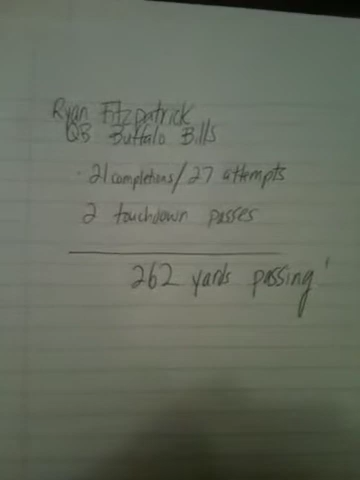 Ryan Fitzpatrick
QB Buffalo Bills
21 completions/27 attempts
2 touchdown passes
262 yards passing!